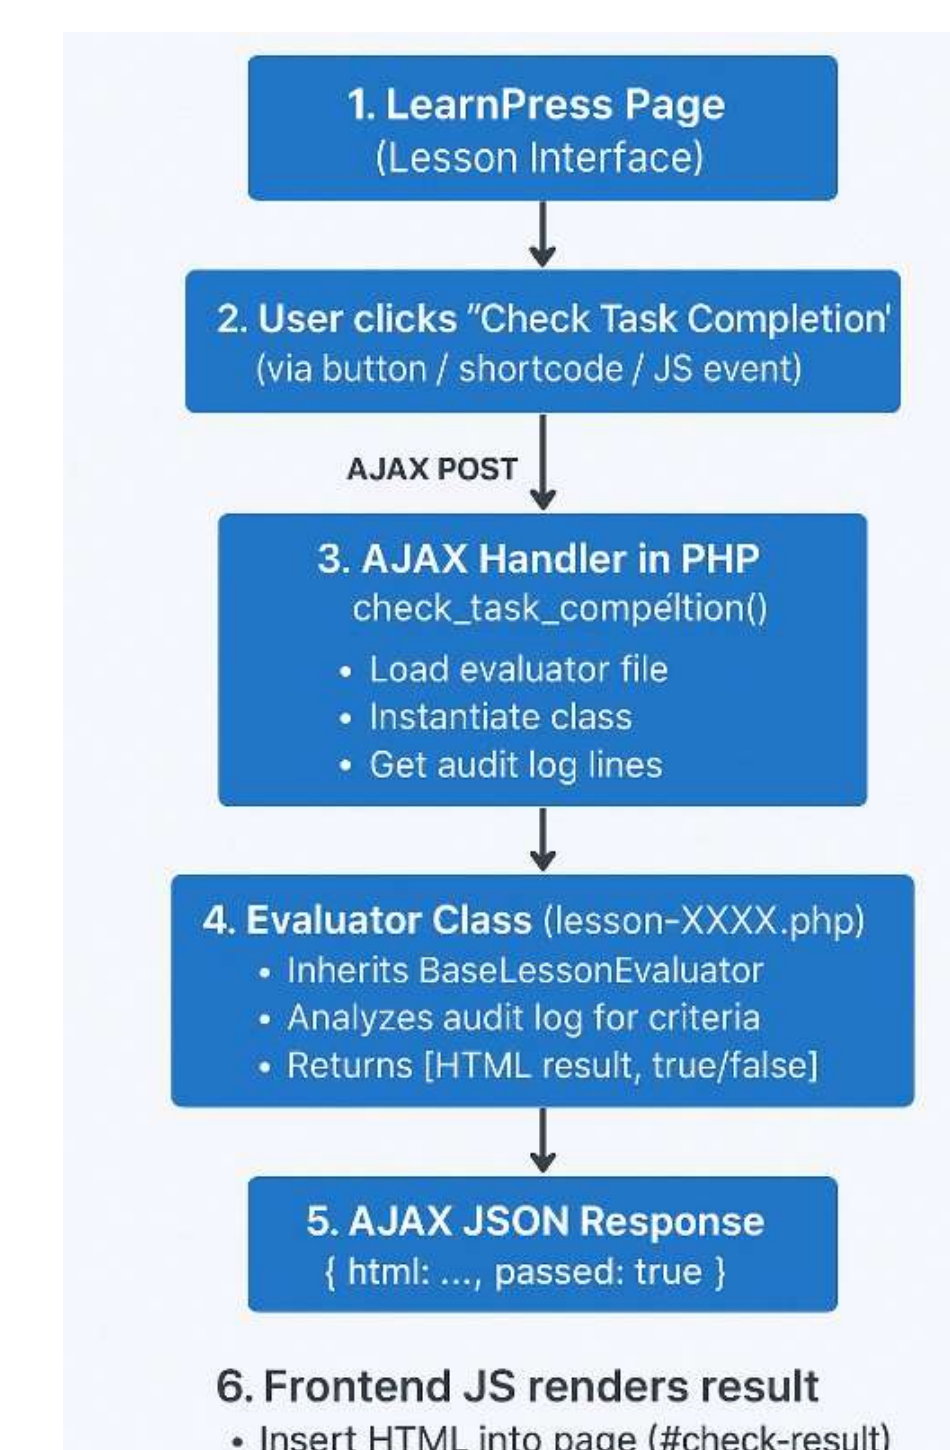 1. LearnPress Page
(Lesson Interface)
2. User clicks "Check Task Completion'
(via button / shortcode / JS event)
AJAX POST
3. AJAX Handler in PHP
check_task_compéltion()
• Load evaluator file
• Instantiate class
• Get audit log lines
4. Evaluator Class (lesson-XXXX.php)
• Inherits BaseLessonEvaluator
• Analyzes audit log for criteria
• Returns [HTML result, true/false]
5. AJAX JSON Response
{ html: ..., passed: true }
6. Frontend JS renders result
• Insert HTML into page (#check-result)